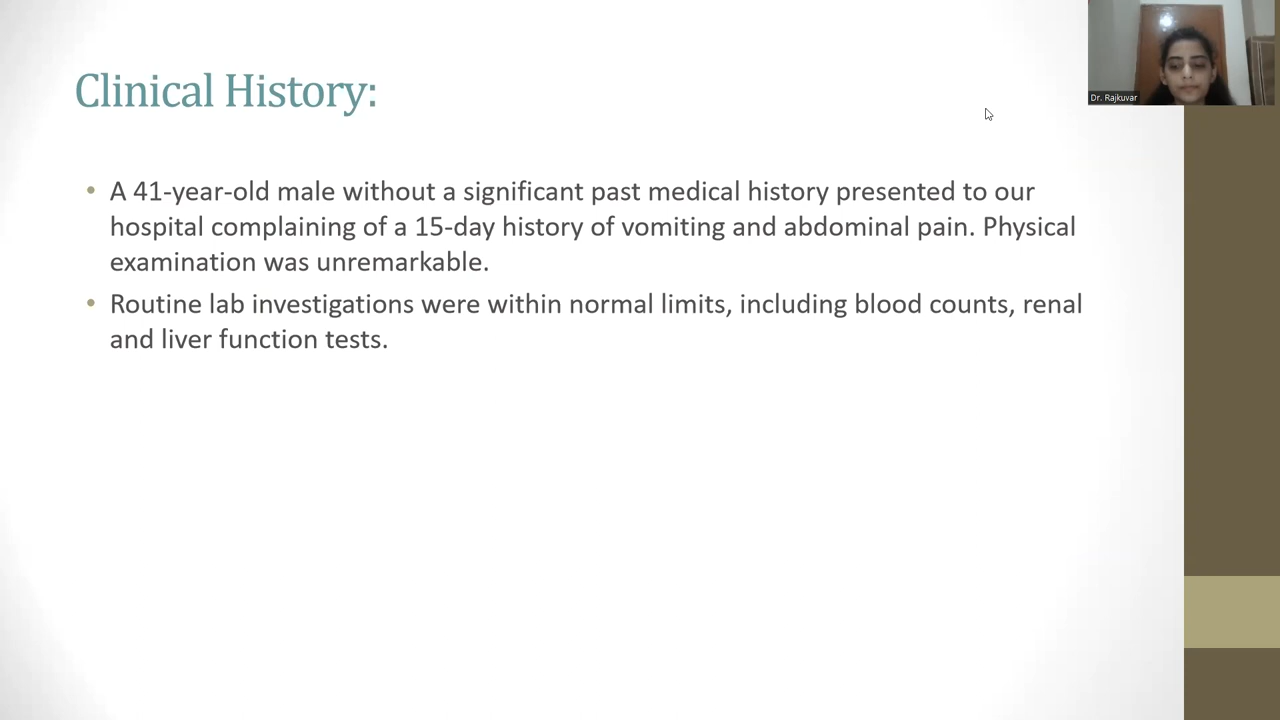 Clinical History:
Dr. Rajkuvar
• A 41-year-old male without a significant past medical history presented to our
hospital complaining of a 15-day history of vomiting and abdominal pain. Physical
examination was unremarkable.
• Routine lab investigations were within normal limits, including blood counts, renal
and liver function tests.